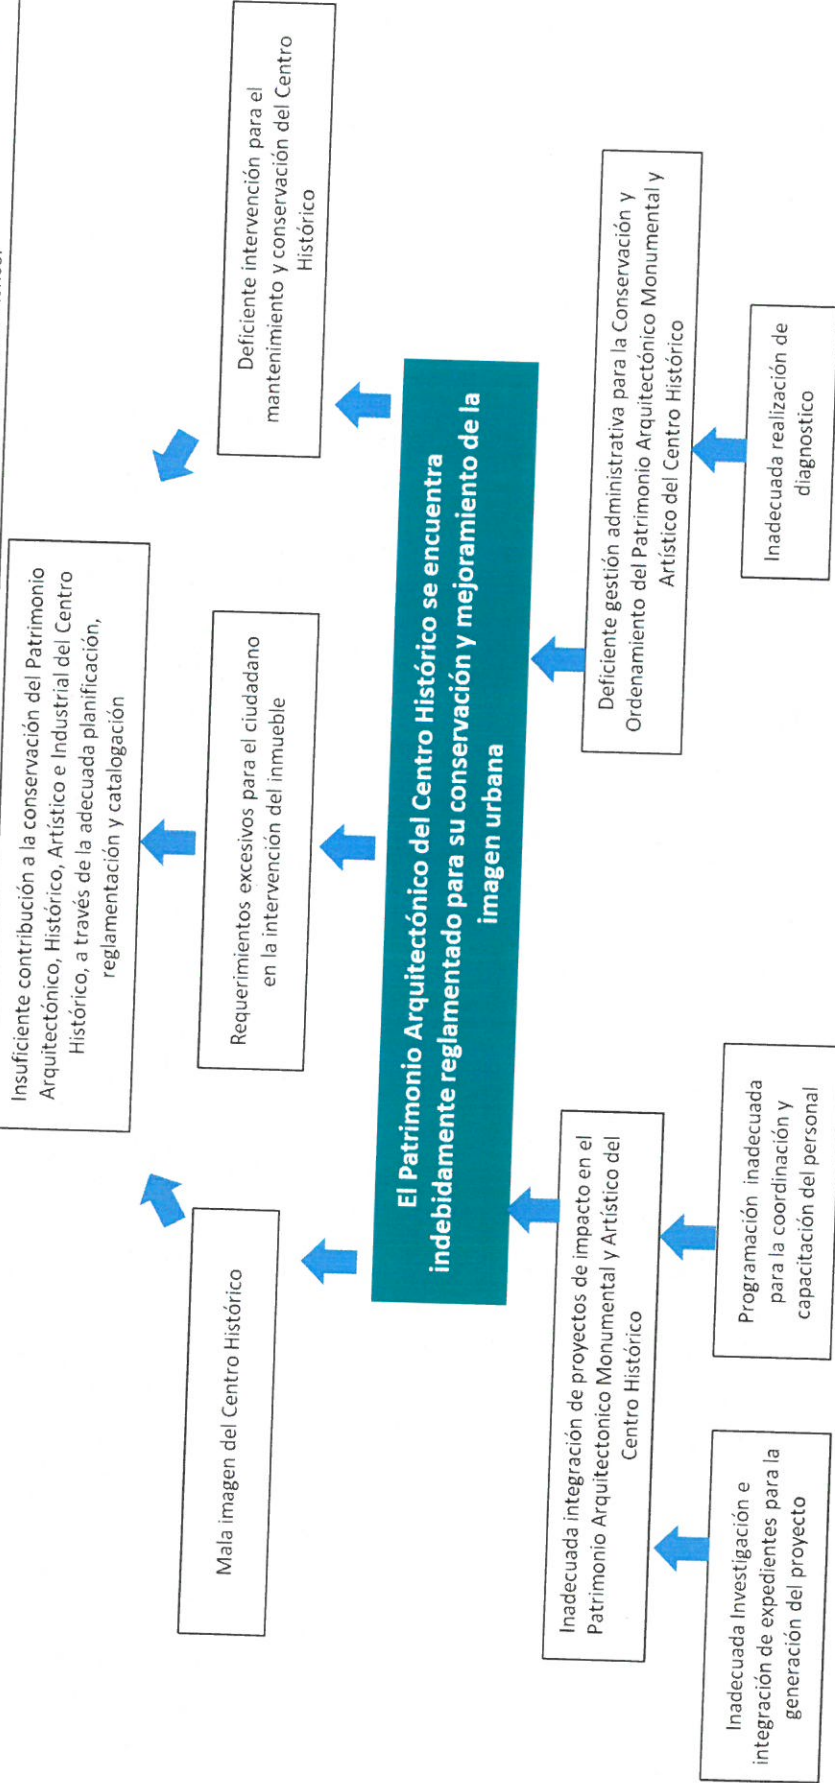 Insuficiente contribución a la conservación del Patrimonio
Arquitectónico, Histórico, Artístico e Industrial del Centro
Histórico, a través de la adecuada planificación,
reglamentación y catalogación
Mala imagen del Centro Histórico
Requerimientos excesivos para el ciudadano
en la intervención del inmueble
Deficiente intervención para el
mantenimiento y conservación del Centro
Histórico
El Patrimonio Arquitectónico del Centro Histórico se encuentra
indebidamente reglamentado para su conservación y mejoramiento de la
imagen urbana
Inadecuada integración de proyectos de impacto en el
Patrimonio Arquitectonico Monumental y Artístico del
Centro Histórico
Deficiente gestión administrativa para la Conservación y
Ordenamiento del Patrimonio Arquitectónico Monumental y
Artístico del Centro Histórico
Inadecuada Investigación e
integración de expedientes para la
generación del proyecto
Programación inadecuada
para la coordinación y
capacitación del personal
Inadecuada realización de
diagnostico